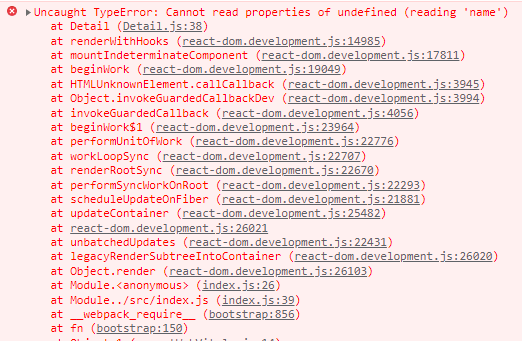 Uncaught TypeError: Cannot read properties of undefined (reading 'name')
at Detail (Detail.js:38)
at renderWithHooks (react-dom.development.js:14985)
at mountIndeterminateComponent (react-dom.development.js:17811)
at beginWork (react-dom.development.js:19049)
at HTMLUnknownElement.callCallback (react-dom.development.js:3945)
at Object.invokeGuardedCallbackDev (react-dom.development.js:3994)
at invokeGuardedCallback (react-dom.development.js:4056)
at beginWork$1 (react-dom.development.js:23964)
at performUnitOfWork (react-dom.development.js:22776)
at workLoopSync (react-dom.development.js:22707)
at renderRootSync (react-dom.development.js:22670)
at performSyncWorkOnRoot (react-dom.development.js:22293)
at scheduleUpdateOnFiber (react-dom.development.js:21881)
at updateContainer (react-dom.development.js:25482)
at react-dom.development.js:26021
at unbatchedUpdates (react-dom.development.js:22431)
at legacyRenderSubtreeIntoContainer (react-dom.development.js:26020)
at Object.render (react-dom.development.js:26103)
at Module.<anonymous> (index.js:26)
at Module../src/index.js (index.js:39)
at __webpack_require__ (bootstrap:856)
at fn (bootstrap:150)